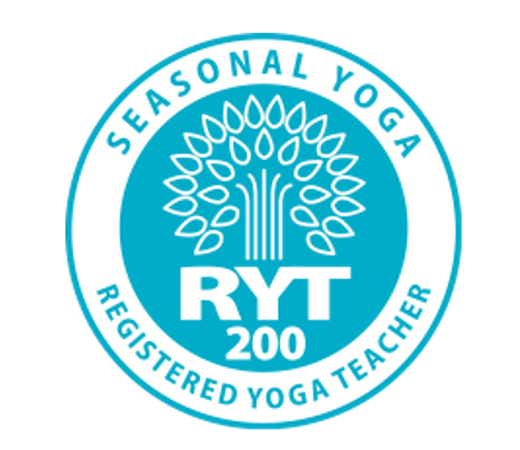 SEASONAL YOGA
RYT
200
REGISTERED YOGA TEACHER